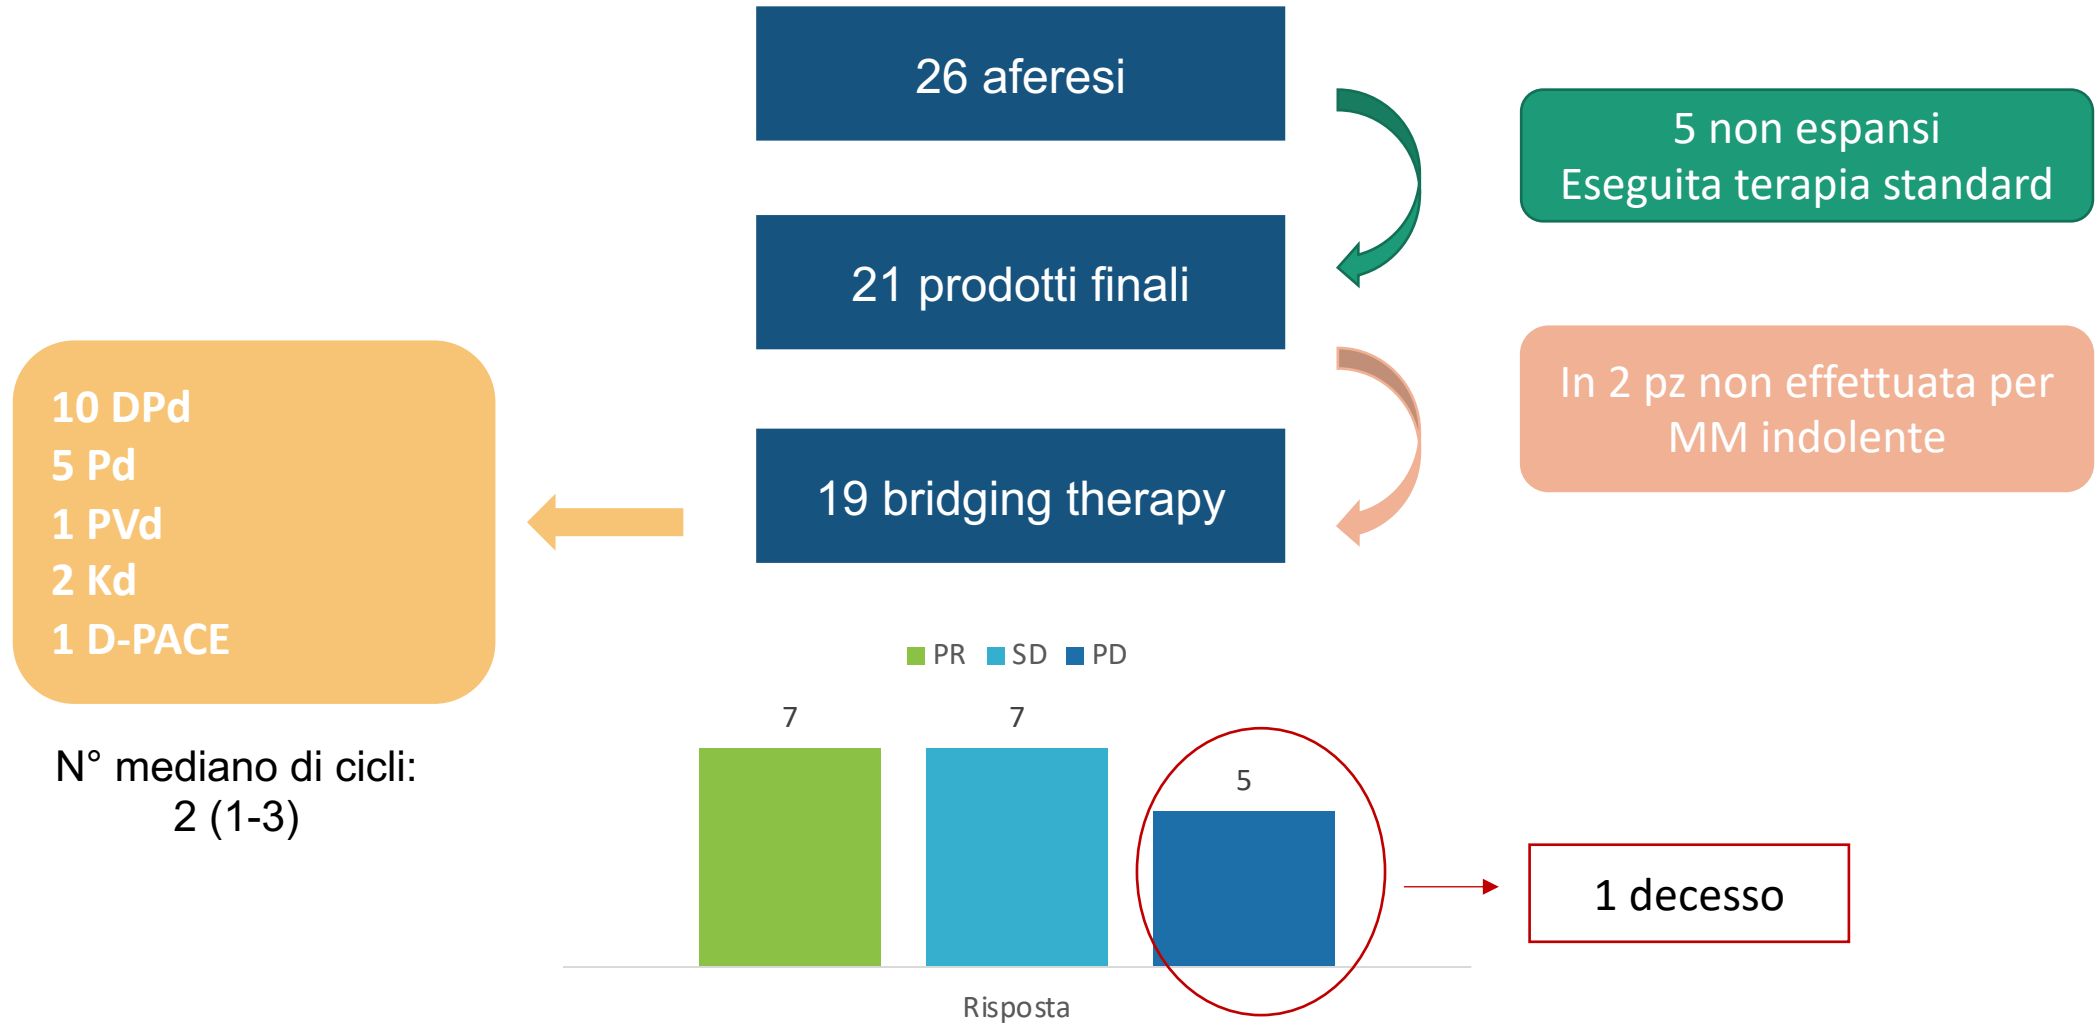 26 aferesi
5 non espansi
Eseguita terapia standard
21 prodotti finali
In 2 pz non effettuata per
MM indolente
19 bridging therapy
10 DPd
5 Pd
1 PVd
2 Kd
1 D-PACE
N° mediano di cicli:
2 (1-3)
PR SD PD
7
7
5
Risposta
1 decesso